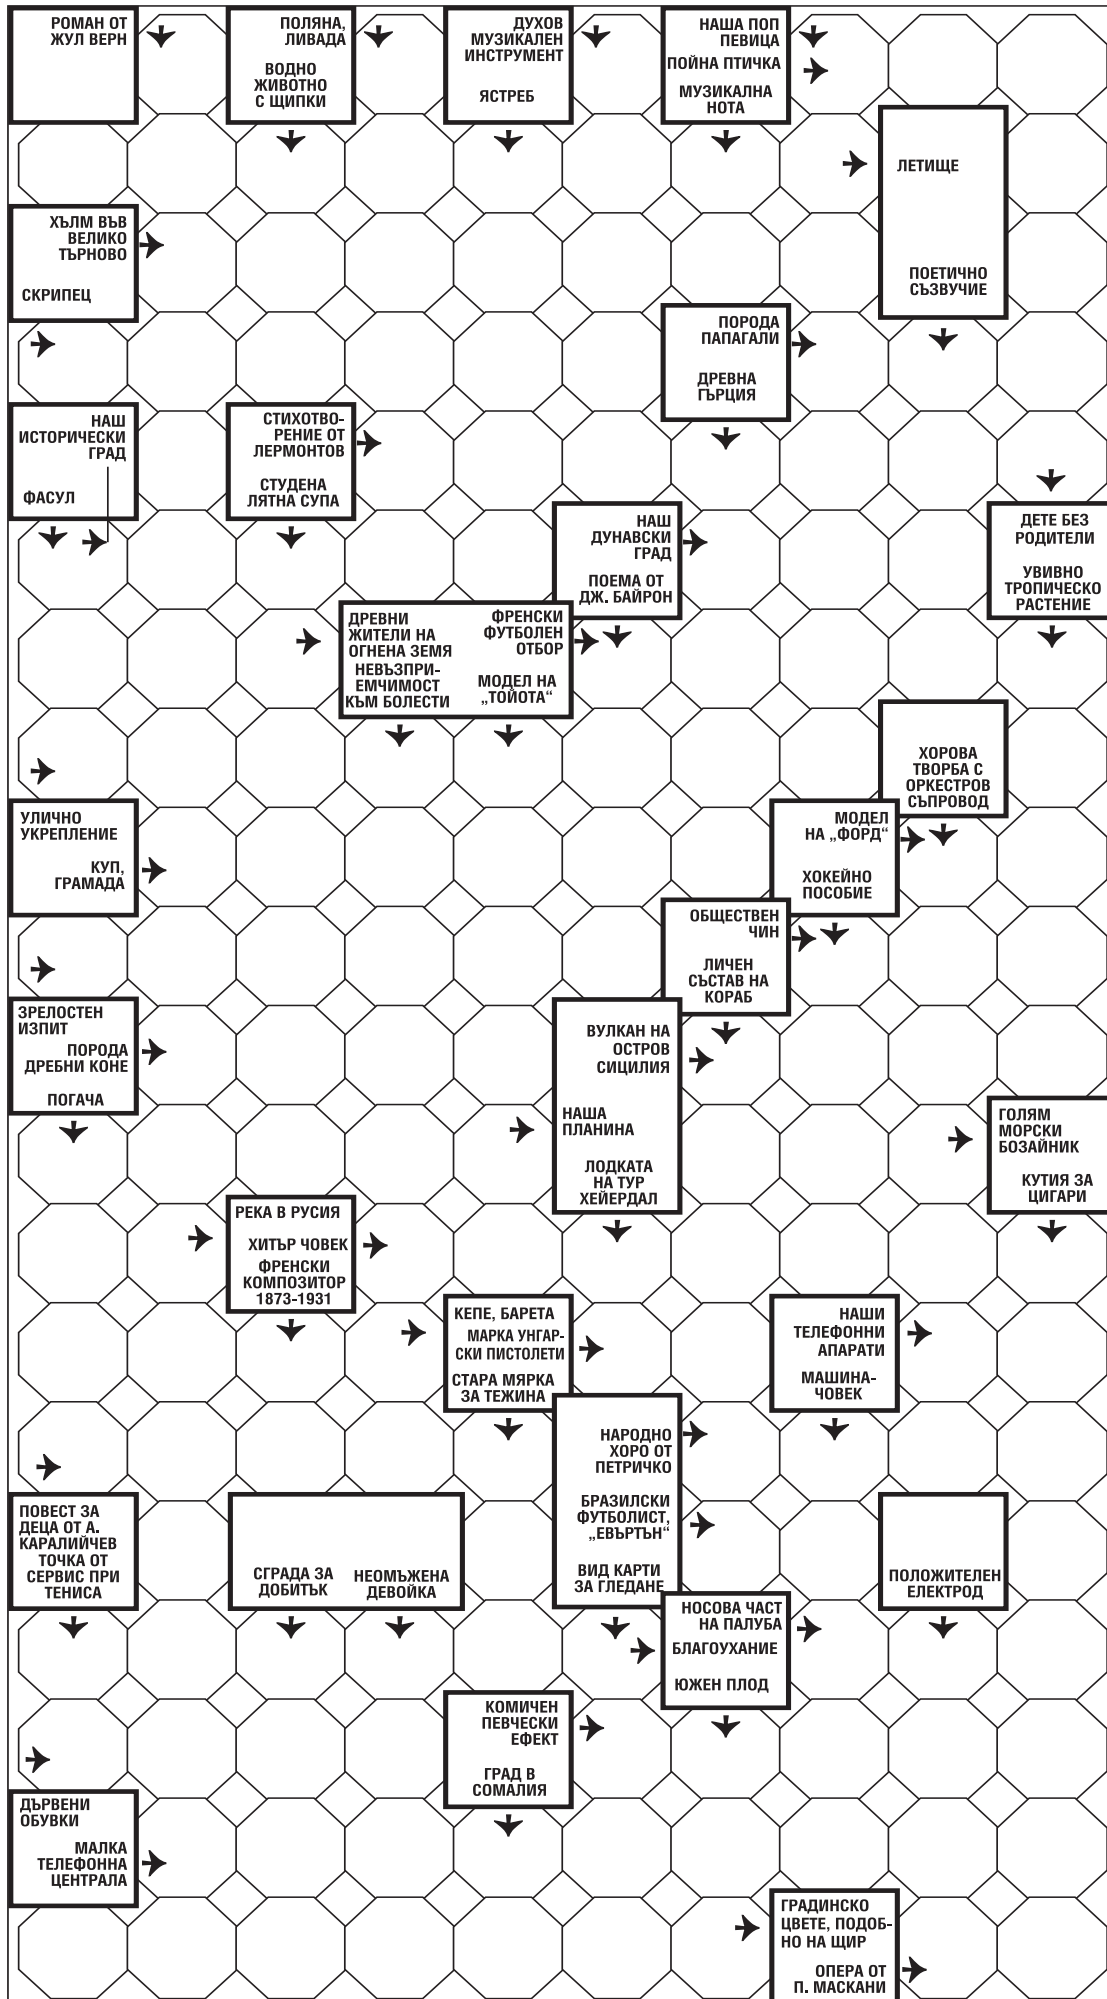 РОМАН ОТ
ЖУЛ ВЕРН
ПОЛЯНА,
ЛИВАДА
ВОДНО
ЖИВОТНО
С ЩИПКИ
ДУХОВ
МУЗИКАЛЕН
ИНСТРУМЕНТ
ЯСТРЕБ
НАША ПОП
ПЕВИЦА
ПОЙНА ПТИЧКА
МУЗИКАЛНА
НОТА
ЛЕТИЩЕ
ПОЕТИЧНО
СЪЗВУЧИЕ
ХЪЛМ ВЪВ
ВЕЛИКО
ТЪРНОВО
СКРИПЕЦ
ПОРОДА
ПАПАГАЛИ
ДРЕВНА
ГЪРЦИЯ
НАШ
ИСТОРИЧЕСКИ
ГРАД
ФАСУЛ
СТИХОТВО-
РЕНИЕ ОТ
ЛЕРМОНТОВ
СТУДЕНА
ЛЯТНА СУПА
НАШ
ДУНАВСКИ
ГРАД
ПОЕМА ОТ
ДЖ. БАЙРОН
ДЕТЕ БЕЗ
РОДИТЕЛИ
УВИВНО
ТРОПИЧЕСКО
РАСТЕНИЕ
ДРЕВНИ
ЖИТЕЛИ НА
ОГНЕНА ЗЕМЯ
НЕВЪЗПРИ-
ЕМЧИМОСТ
КЪМ БОЛЕСТИ
ФРЕНСКИ
ФУТБОЛЕН
ОТБОР
МОДЕЛ НА
„ТОЙОТА“
ХОРОВА
ТВОРБА С
ОРКЕСТРОВ
СЪПРОВОД
УЛИЧНО
УКРЕПЛЕНИЕ
КУП,
ГРАМАДА
МОДЕЛ
НА „ФОРД“
ХОКЕЙНО
ПОСОБИЕ
ОБЩЕСТВЕН
ЧИН
ЛИЧЕН
СЪСТАВ НА
КОРАБ
ЗРЕЛОСТЕН
ИЗПИТ
ПОРОДА
ДРЕБНИ КОНЕ
ПОГАЧА
ВУЛКАН НА
ОСТРОВ
СИЦИЛИЯ
НАША
ПЛАНИНА
ЛОДКАТА
НА ТУР
ХЕЙЕРДАЛ
ГОЛЯМ
МОРСКИ
БОЗАЙНИК
КУТИЯ ЗА
ЦИГАРИ
РЕКА В РУСИЯ
ХИТЪР ЧОВЕК
ФРЕНСКИ
КОМПОЗИТОР
1873-1931
КЕПЕ, БАРЕТА
МАРКА УНГАР-
СКИ ПИСТОЛЕТИ
СТАРА МЯРКА
ЗА ТЕЖИНА
НАШИ
ТЕЛЕФОННИ
АПАРАТИ
МАШИНА-
ЧОВЕК
НАРОДНО
ХОРО ОТ
ПЕТРИЧКО
БРАЗИЛСКИ
ФУТБОЛИСТ,
„ЕВЪРТЪН“
ВИД КАРТИ
ЗА ГЛЕДАНЕ
ПОВЕСТ ЗА
ДЕЦА ОТ А.
КАРАЛИЙЧЕВ
ТОЧКА ОТ
СЕРВИС ПРИ
ТЕНИСА
СГРАДА ЗА
ДОБИТЪК
НЕОМЪЖЕНА
ДЕВОЙКА
ПОЛОЖИТЕЛЕН
ЕЛЕКТРОД
НОСОВА ЧАСТ
НА ПАЛУБА
БЛАГОУХАНИЕ
ЮЖЕН ПЛОД
КОМИЧЕН
ПЕВЧЕСКИ
ЕФЕКТ
ГРАД В
СОМАЛИЯ
ДЪРВЕНИ
ОБУВКИ
МАЛКА
ТЕЛЕФОННА
ЦЕНТРАЛА
ГРАДИНСКО
ЦВЕТЕ, ПОДОБ-
НО НА ЩИР
ОПЕРА ОТ
П. МАСКАНИ